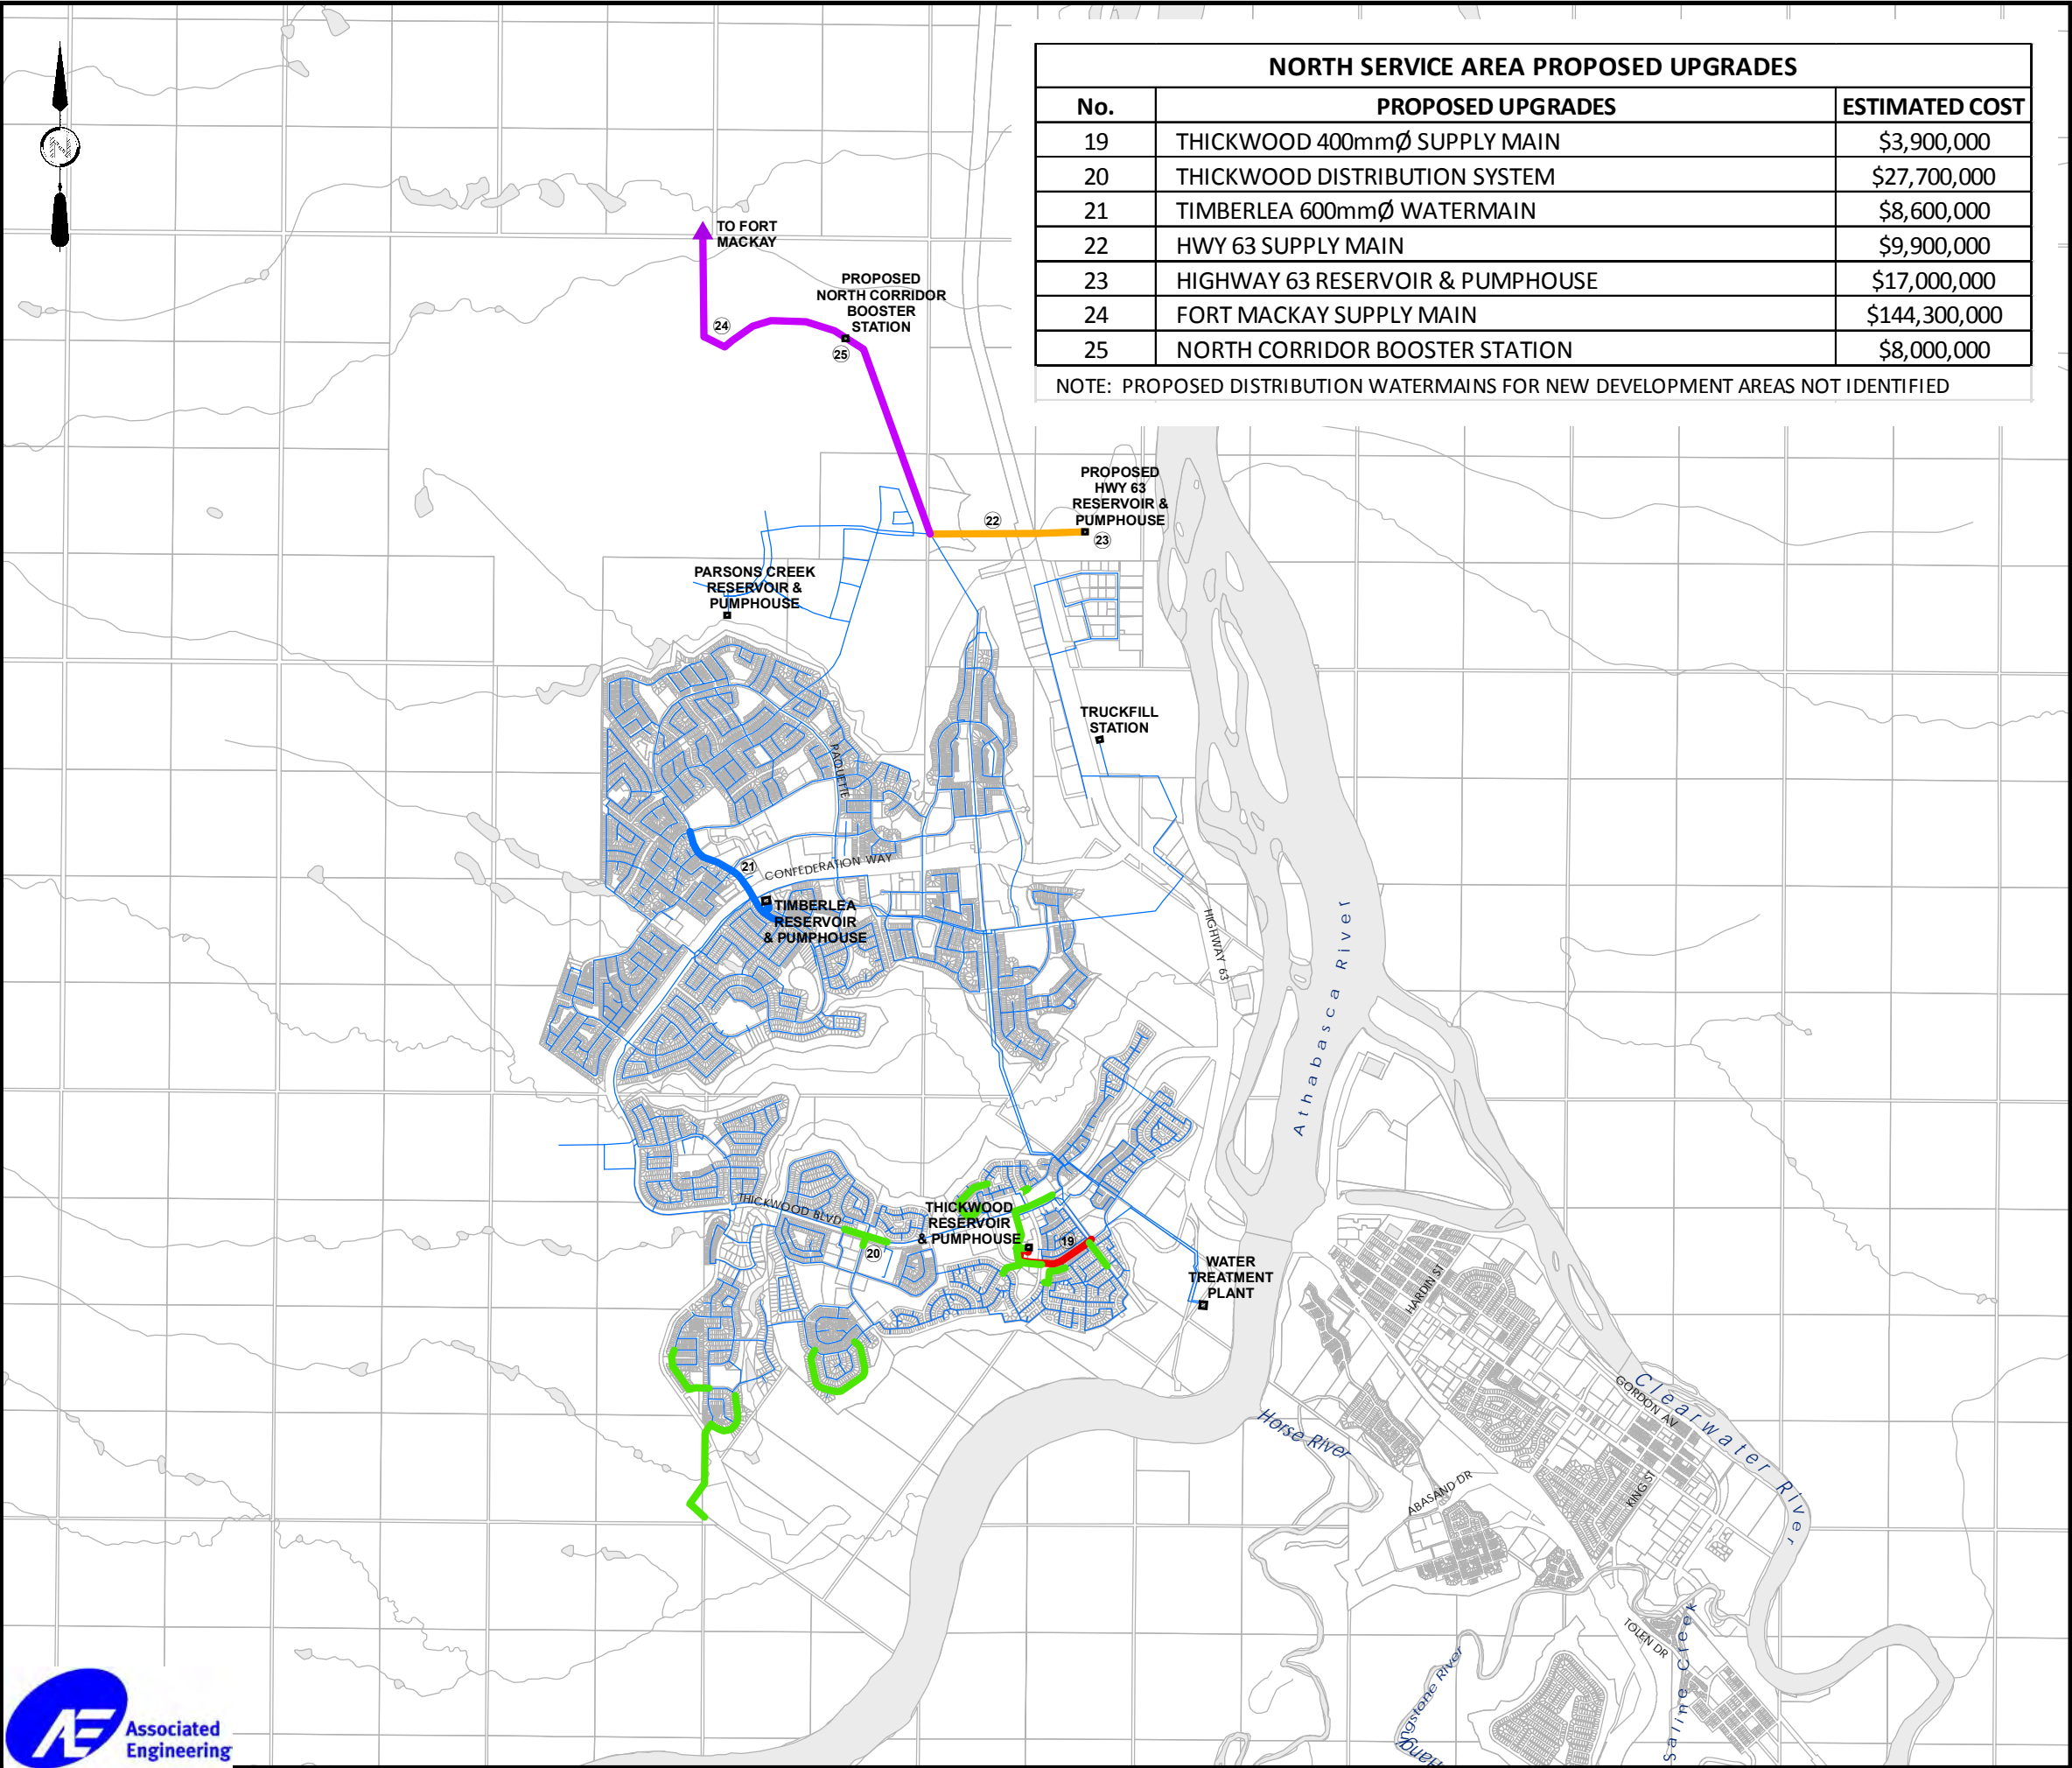 NORTH SERVICE AREA PROPOSED UPGRADES
No. PROPOSED UPGRADES ESTIMATED COST
19 THICKWOOD 400mmØ SUPPLY MAIN $3,900,000
20 THICKWOOD DISTRIBUTION SYSTEM $27,700,000
21 TIMBERLEA 600mmØ WATERMAIN $8,600,000
22 HWY 63 SUPPLY MAIN $9,900,000
23 HIGHWAY 63 RESERVOIR & PUMPHOUSE $17,000,000
24 FORT MACKAY SUPPLY MAIN $144,300,000
25 NORTH CORRIDOR BOOSTER STATION $8,000,000
NOTE: PROPOSED DISTRIBUTION WATERMAINS FOR NEW DEVELOPMENT AREAS NOT IDENTIFIED
N
TO FORT
MACKAY
PROPOSED
NORTH CORRIDOR
BOOSTER
STATION
24
25
PROPOSED
HWY 63
RESERVOIR &
PUMPHOUSE
22
23
PARSONS CREEK
RESERVOIR &
PUMPHOUSE
TRUCKFILL
STATION
RAQUETTE
21
CONFEDERATION WAY
TIMBERLEA
RESERVOIR
& PUMPHOUSE
HIGHWAY 63
Athabasca River
THICKWOOD BLVD
20
THICKWOOD
RESERVOIR
& PUMPHOUSE
19
WATER
TREATMENT
PLANT
HARDIN ST
Clearwater River
GORDON AV
Horse River
KING ST
ABASAND DR
TOLEN DR
Saline Creek
Hangingstone River
AE
Associated
Engineering